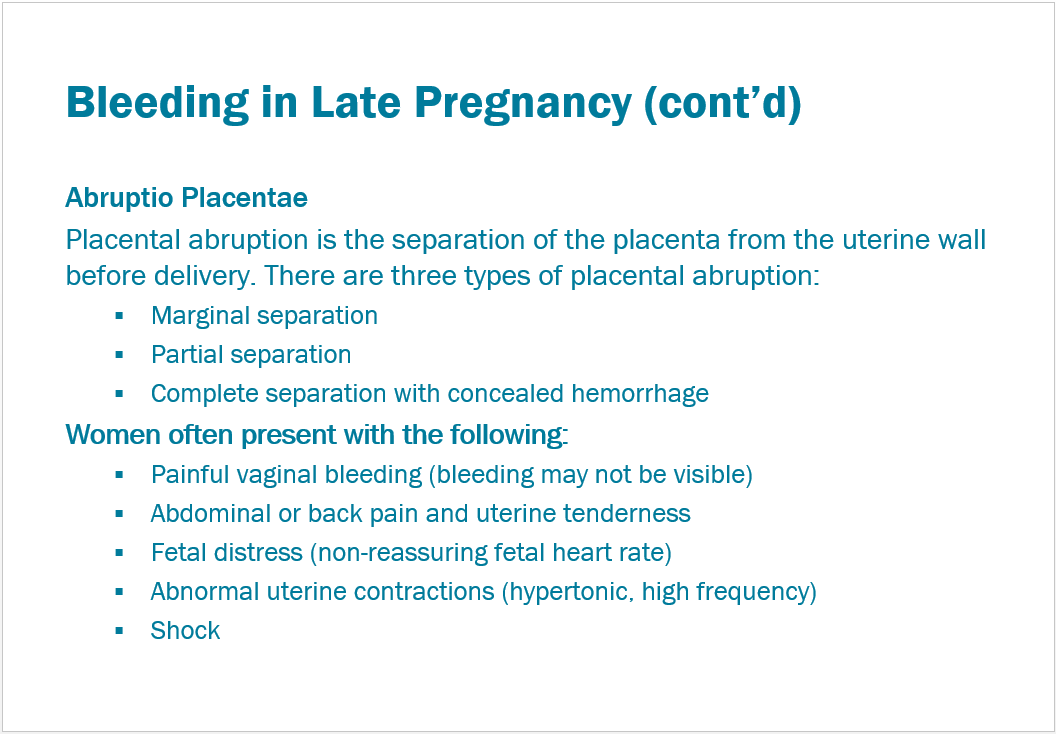 Bleeding in Late Pregnancy (cont’d)
Abruptio Placentae
Placental abruption is the separation of the placenta from the uterine wall
before delivery. There are three types of placental abruption:
▪ Marginal separation
▪ Partial separation
▪ Complete separation with concealed hemorrhage
Women often present with the following:
▪ Painful vaginal bleeding (bleeding may not be visible)
▪ Abdominal or back pain and uterine tenderness
▪ Fetal distress (non-reassuring fetal heart rate)
▪ Abnormal uterine contractions (hypertonic, high frequency)
▪ Shock